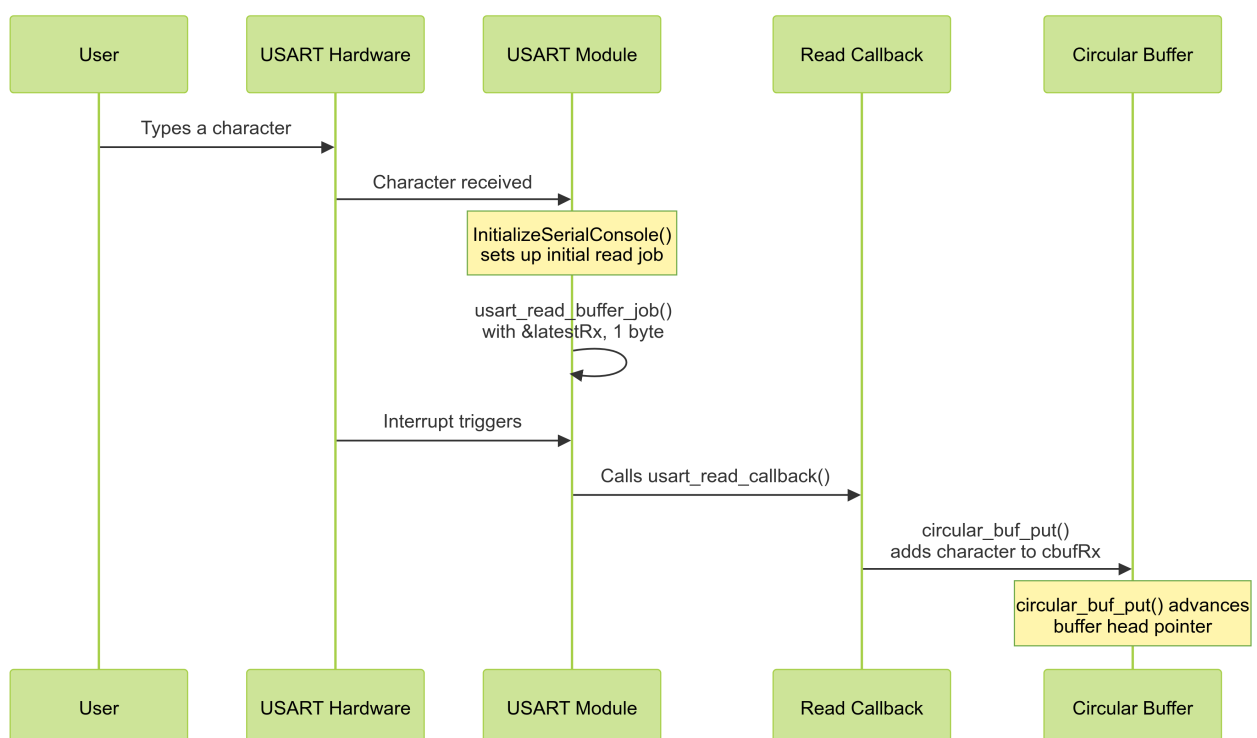 User
USART Hardware
USART Module
Read Callback
Circular Buffer
Types a character
Character received
InitializeSerialConsole()
sets up initial read job
usart_read_buffer_job()
with &latestRx, 1 byte
Interrupt triggers
Calls usart_read_callback()
circular_buf_put()
adds character to cbufRx
circular_buf_put() advances
buffer head pointer
User
USART Hardware
USART Module
Read Callback
Circular Buffer